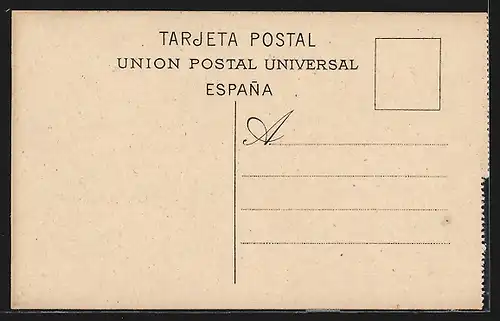 TARJETA POSTAL
UNION POSTAL UNIVERSAL
ESPAÑA
A